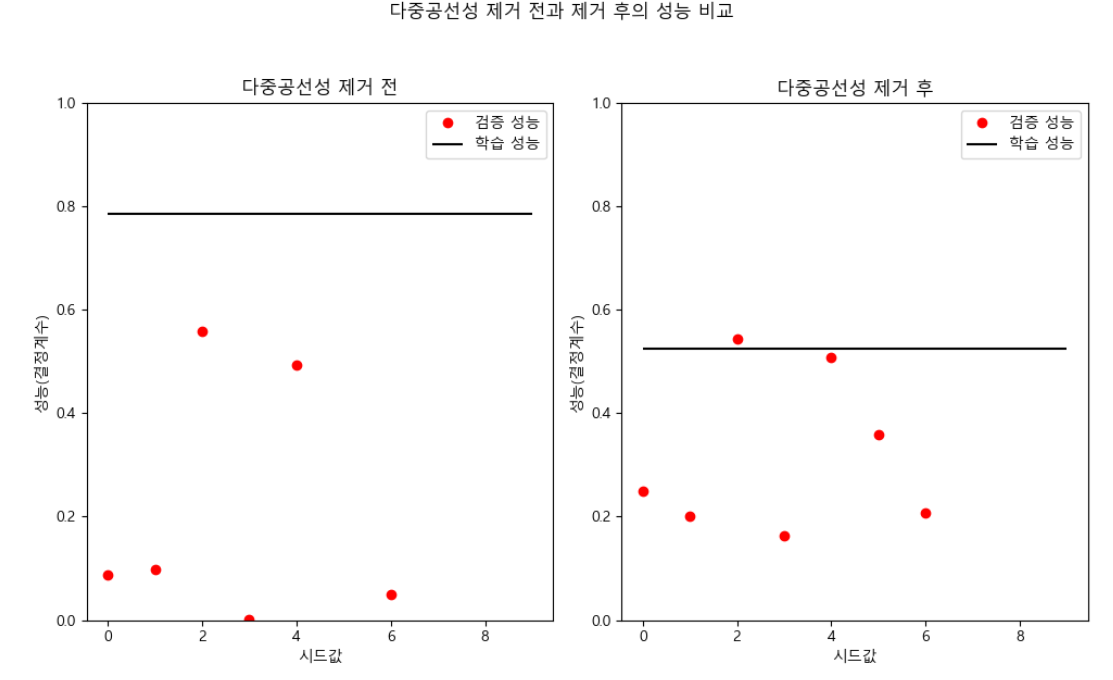 다중공선성 제거 전과 제거 후의 성능 비교
다중공선성 제거 전
검증 성능
학습 성능
성능(결정계수)
1.0
0.8
0.6
0.4
0.2
0.0
0 2 4 6 8
시드값
다중공선성 제거 후
검증 성능
학습 성능
성능(결정계수)
1.0
0.8
0.6
0.4
0.2
0.0
0 2 4 6 8
시드값